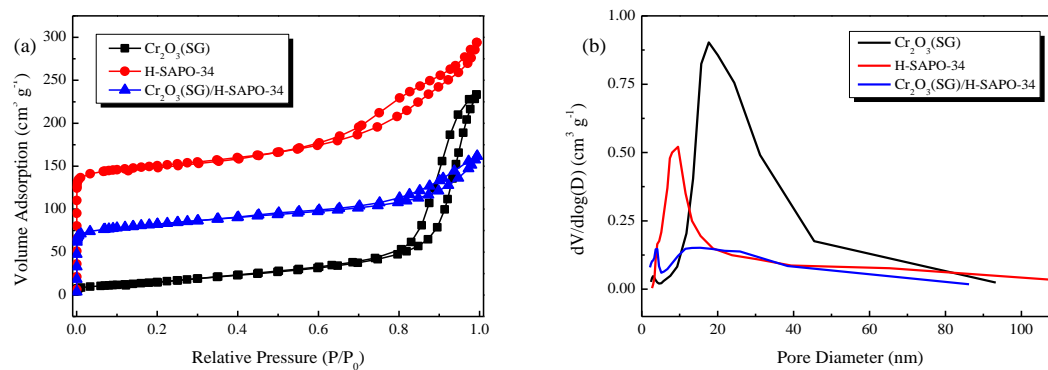 (a)
Cr₂O₃(SG)
H-SAPO-34
Cr₂O₃(SG)/H-SAPO-34
300
250
200
150
100
50
0
Volume Adsorption (cm³ g⁻¹)
0.0 0.2 0.4 0.6 0.8 1.0
Relative Pressure (P/P₀)
(b)
Cr₂O₃(SG)
H-SAPO-34
Cr₂O₃(SG)/H-SAPO-34
1.00
0.75
0.50
0.25
0.0
dV/dlog(D) (cm³ g⁻¹)
0 20 40 60 80 100
Pore Diameter (nm)